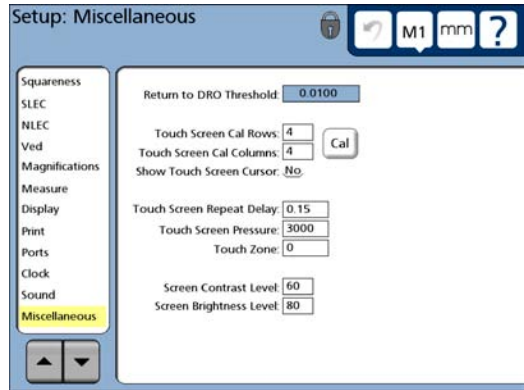 Setup: Miscellaneous
M1
mm
?
Squareness
SLEC
NLEC
Ved
Magnifications
Measure
Display
Print
Ports
Clock
Sound
Miscellaneous
Return to DRO Threshold: 0.0100
Touch Screen Cal Rows: 4
Touch Screen Cal Columns: 4
Cal
Show Touch Screen Cursor: No
Touch Screen Repeat Delay: 0.15
Touch Screen Pressure: 3000
Touch Zone: 0
Screen Contrast Level: 60
Screen Brightness Level: 80